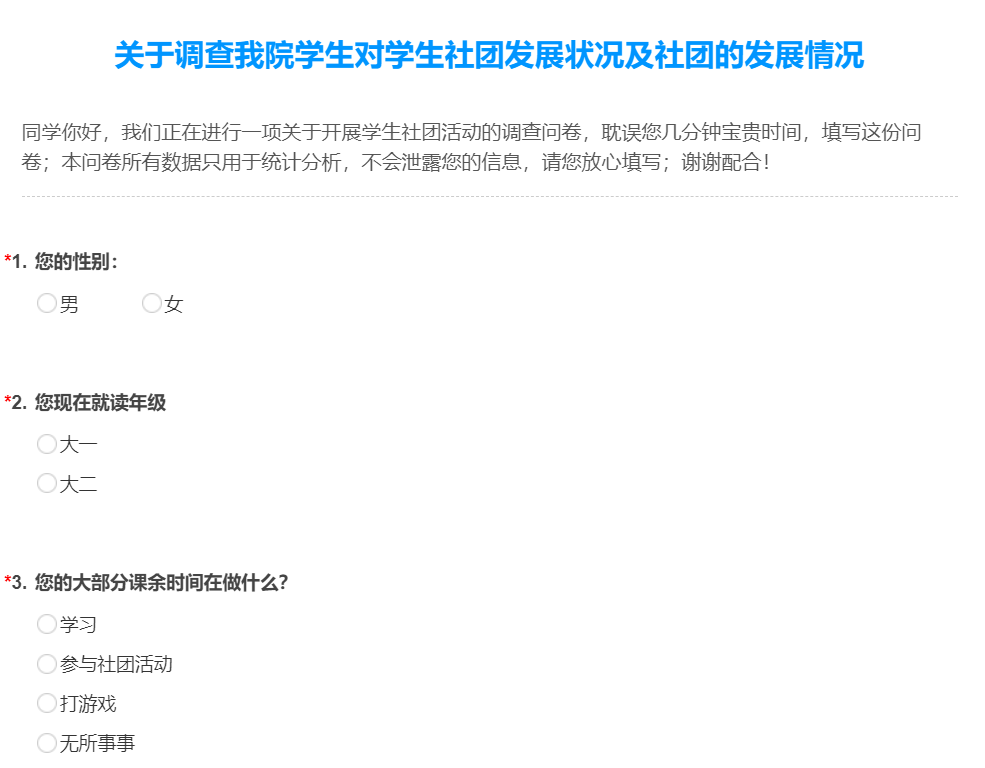 关于调查我院学生对学生社团发展状况及社团的发展情况
同学你好，我们正在进行一项关于开展学生社团活动的调查问卷，耽误您几分钟宝贵时间，填写这份问
卷；本问卷所有数据只用于统计分析，不会泄露您的信息，请您放心填写；谢谢配合！
*1. 您的性别：
男 女
*2. 您现在就读年级
大一
大二
*3. 您的大部分课余时间在做什么？
学习
参与社团活动
打游戏
无所事事